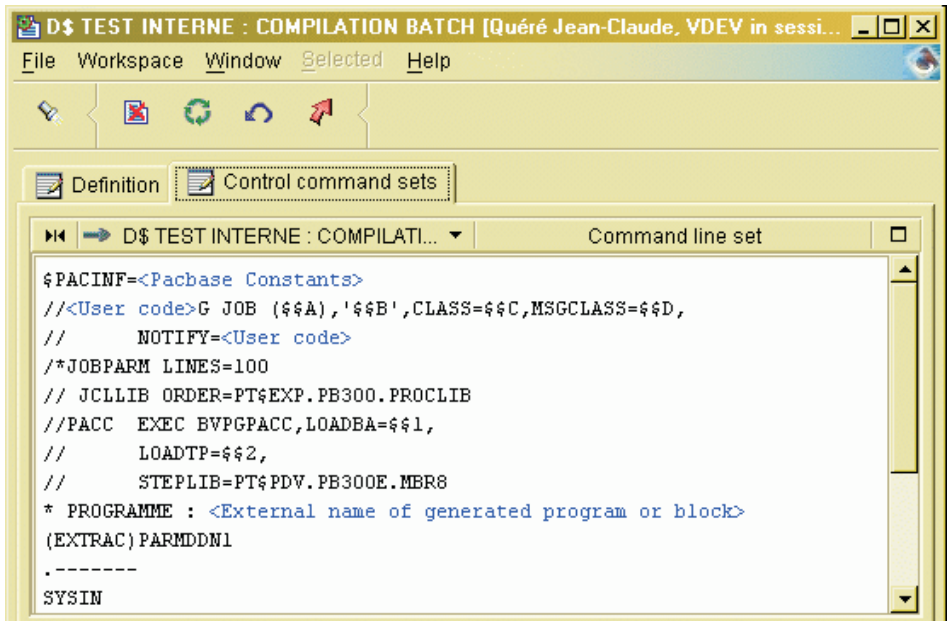 D$ TEST INTERNE : COMPILATION BATCH [Quéré Jean-Claude, VDEV in sessi...
File Workspace Window Selected Help
Definition Control command sets
D$ TEST INTERNE : COMPILATI... Command line set
$PACINF=<Pacbase Constants>
//<User code>G JOB ($$A),'$$B',CLASS=$$C,MSGCLASS=$$D,
// NOTIFY=<User code>
/*JOBPARM LINES=100
// JCLLIB ORDER=PT$EXP.PB300.PROCLIB
//PACC EXEC BVPGPACC,LOADBA=$$1,
// LOADTP=$$2,
// STEPLIB=PT$PDV.PB300E.MBR8
* PROGRAMME : <External name of generated program or block>
(EXTRAC)PARMDDN1
.-------
SYSIN